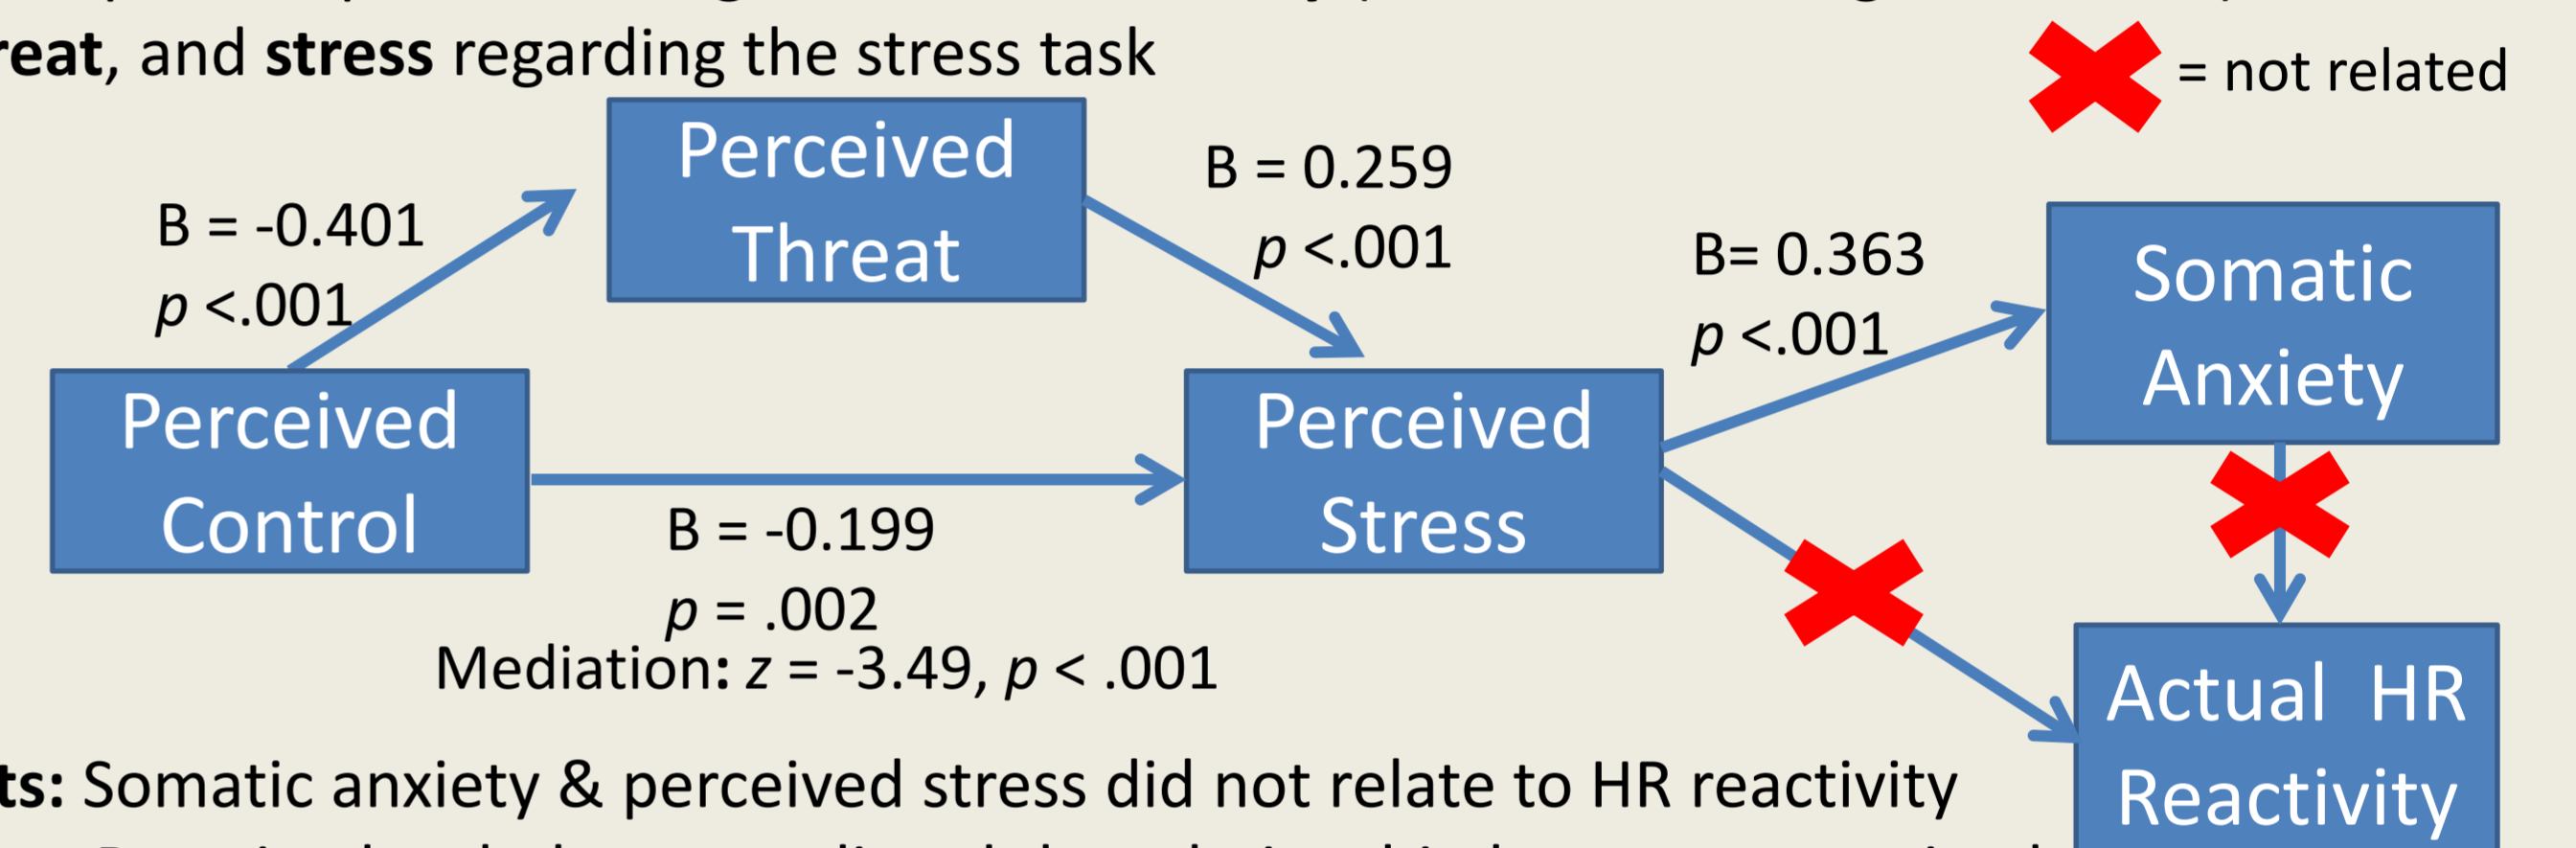 reat, and stress regarding the stress task
= not related
Perceived
Threat
B = -0.401
p <.001
B = 0.259
p <.001
B= 0.363
p <.001
Somatic
Anxiety
Perceived
Control
Perceived
Stress
B = -0.199
p = .002
Mediation: z = -3.49, p < .001
Actual HR
Reactivity
ts: Somatic anxiety & perceived stress did not relate to HR reactivity